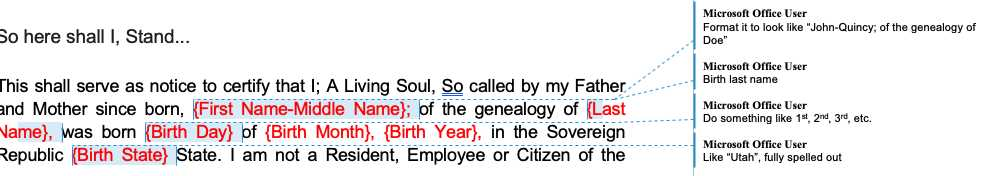 So here shall I, Stand...
This shall serve as notice to certify that I; A Living Soul, So called by my Father
and Mother since born, {First Name-Middle Name}; of the genealogy of {Last
Name}, was born {Birth Day} of {Birth Month}, {Birth Year}, in the Sovereign
Republic {Birth State} State. I am not a Resident, Employee or Citizen of the
Microsoft Office User
Format it to look like “John-Quincy; of the genealogy of
Doe”
Microsoft Office User
Birth last name
Microsoft Office User
Do something like 1st, 2nd, 3rd, etc.
Microsoft Office User
Like “Utah”, fully spelled out